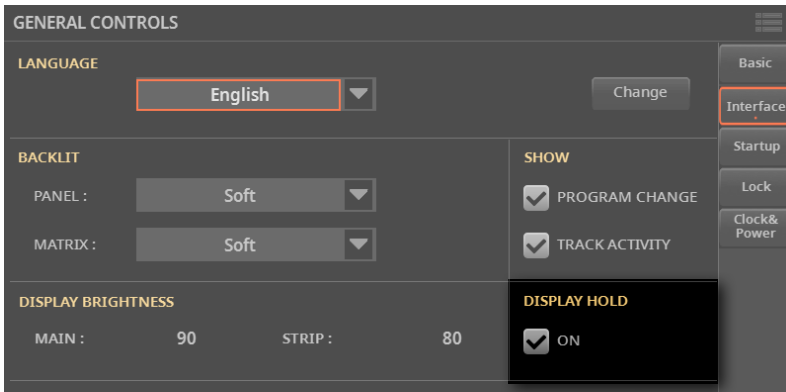 GENERAL CONTROLS
LANGUAGE
English
Change
BACKLIT
PANEL :
Soft
MATRIX :
Soft
SHOW
PROGRAM CHANGE
TRACK ACTIVITY
DISPLAY BRIGHTNESS
MAIN :
90
STRIP :
80
DISPLAY HOLD
ON
Basic
Interface
Startup
Lock
Clock&
Power